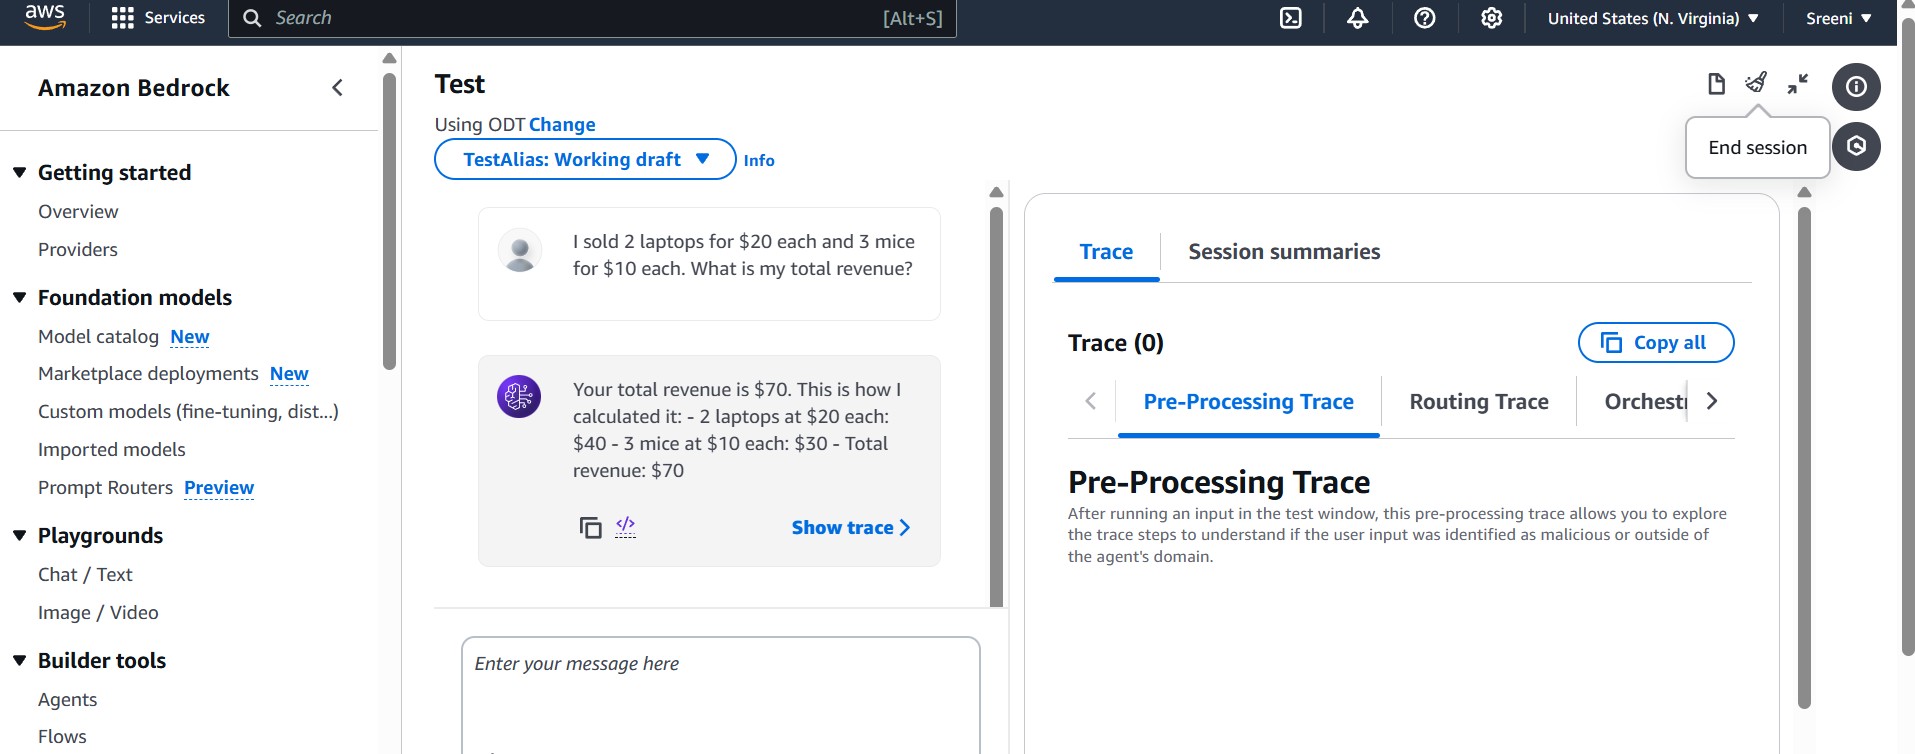 aws
Services
Search
[Alt+S]
United States (N. Virginia)
Sreeni
Amazon Bedrock
Getting started
Overview
Providers
Foundation models
Model catalog New
Marketplace deployments New
Custom models (fine-tuning, dist...)
Imported models
Prompt Routers Preview
Playgrounds
Chat / Text
Image / Video
Builder tools
Agents
Flows
Test
Using ODT Change
TestAlias: Working draft
Info
End session
I sold 2 laptops for $20 each and 3 mice
for $10 each. What is my total revenue?
Your total revenue is $70. This is how I
calculated it: - 2 laptops at $20 each:
$40 - 3 mice at $10 each: $30 - Total
revenue: $70
</>
Show trace
Enter your message here
Trace
Session summaries
Trace (0)
Copy all
Pre-Processing Trace
Routing Trace
Orchest
Pre-Processing Trace
After running an input in the test window, this pre-processing trace allows you to explore
the trace steps to understand if the user input was identified as malicious or outside of
the agent's domain.